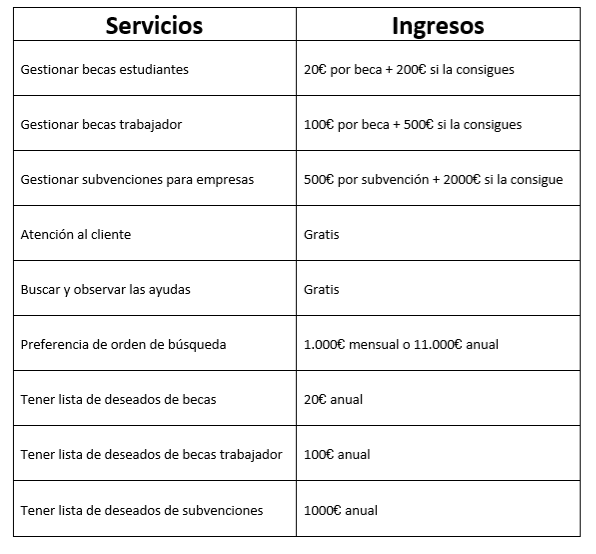 Servicios Ingresos
Gestionar becas estudiantes 20€ por beca + 200€ si la consigues
Gestionar becas trabajador 100€ por beca + 500€ si la consigues
Gestionar subvenciones para empresas 500€ por subvención + 2000€ si la consigue
Atención al cliente Gratis
Buscar y observar las ayudas Gratis
Preferencia de orden de búsqueda 1.000€ mensual o 11.000€ anual
Tener lista de deseados de becas 20€ anual
Tener lista de deseados de becas trabajador 100€ anual
Tener lista de deseados de subvenciones 1000€ anual